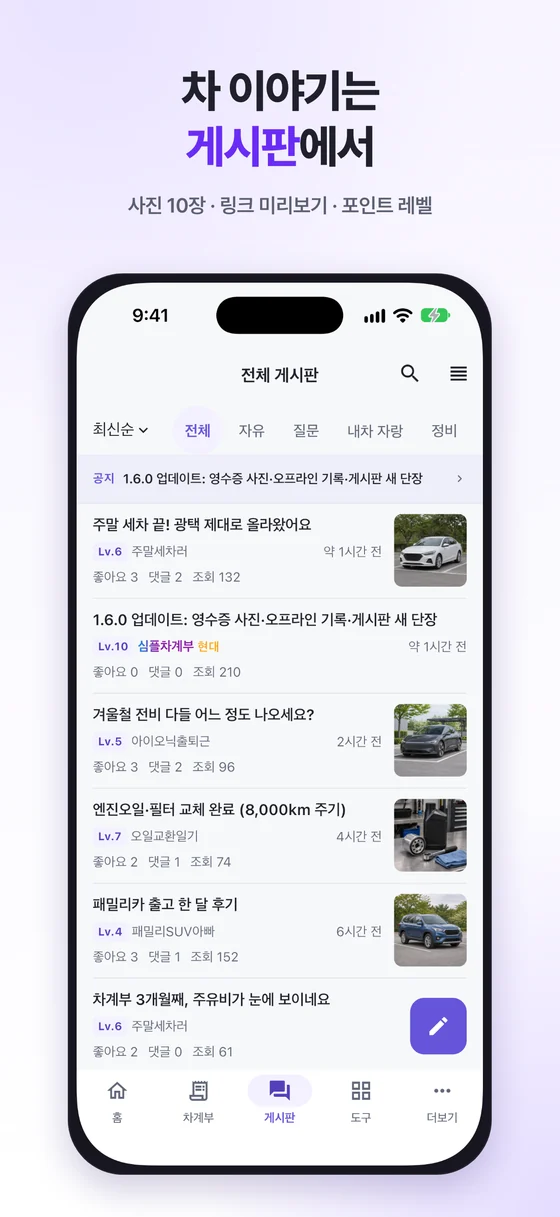 차 이야기는
게시판에서
사진 10장 · 링크 미리보기 · 포인트 레벨
9:41
전체 게시판
최신순 전체 자유 질문 내차 자랑 정비
공지 1.6.0 업데이트: 영수증 사진·오프라인 기록·게시판 새 단장
주말 세차 끝! 광택 제대로 올라왔어요
Lv.6 주말세차러 약 1시간 전
좋아요 3 댓글 2 조회 132
1.6.0 업데이트: 영수증 사진·오프라인 기록·게시판 새 단장
Lv.10 심플차계부 현대 약 1시간 전
좋아요 0 댓글 0 조회 210
겨울철 전비 다들 어느 정도 나오세요?
Lv.5 아이오닉출퇴근 2시간 전
좋아요 3 댓글 2 조회 96
엔진오일·필터 교체 완료 (8,000km 주기)
Lv.7 오일교환일기 4시간 전
좋아요 2 댓글 1 조회 74
패밀리카 출고 한 달 후기
Lv.4 패밀리SUV아빠 6시간 전
좋아요 3 댓글 1 조회 152
차계부 3개월째, 주유비가 눈에 보이네요
Lv.6 주말세차러
좋아요 2 댓글 0 조회 61
홈 차계부 게시판 도구 더보기